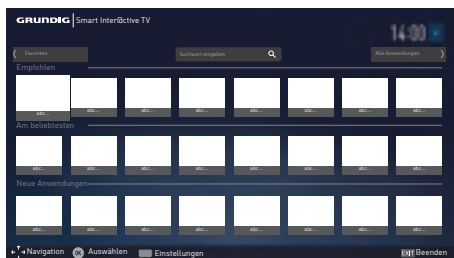 GRUNDIG Smart Inter@ctive TV
14:00
Favoriten Suchwort eingeben Alle Anwendungen
Empfohlen
abc... abc... abc... abc... abc... abc... abc... abc...
Am beliebtesten
abc... abc... abc... abc... abc... abc... abc... abc...
Neue Anwendungen
abc... abc... abc... abc... abc... abc... abc... abc...
Navigation OK Auswählen Einstellungen EXIT Beenden